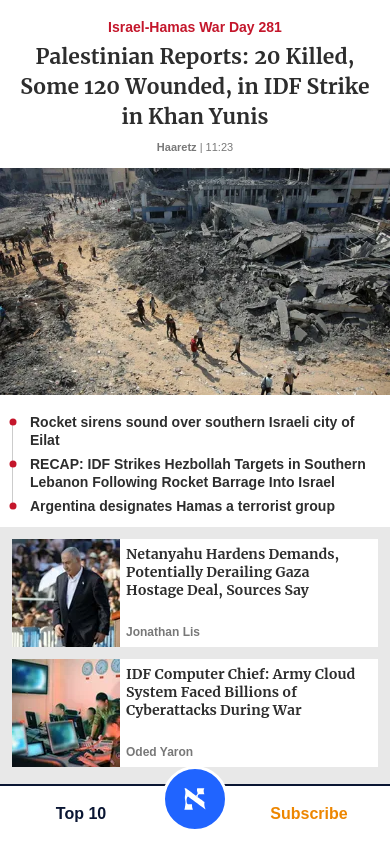 Israel-Hamas War Day 281
Palestinian Reports: 20 Killed,
Some 120 Wounded, in IDF Strike
in Khan Yunis
Haaretz | 11:23
Rocket sirens sound over southern Israeli city of
Eilat
RECAP: IDF Strikes Hezbollah Targets in Southern
Lebanon Following Rocket Barrage Into Israel
Argentina designates Hamas a terrorist group
Netanyahu Hardens Demands,
Potentially Derailing Gaza
Hostage Deal, Sources Say
Jonathan Lis
IDF Computer Chief: Army Cloud
System Faced Billions of
Cyberattacks During War
Oded Yaron
Top 10
א
Subscribe